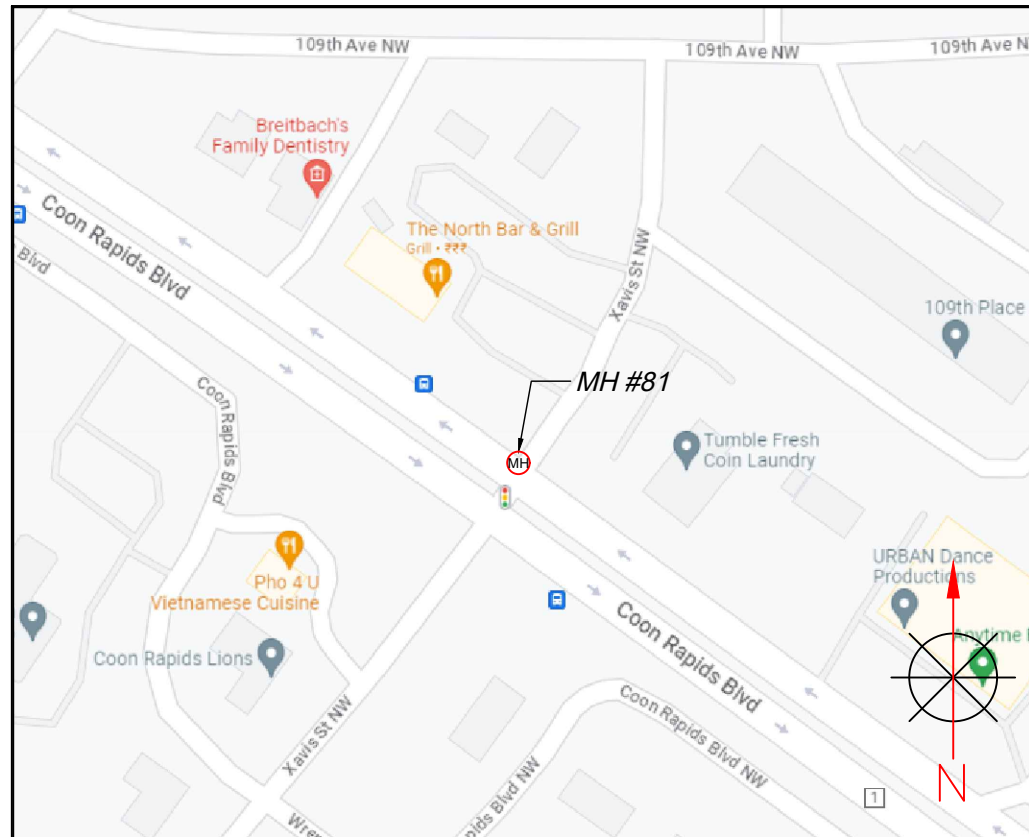 109th Ave NW
109th Ave NW
109th Ave N
Breitbach's
Family Dentistry
Coon Rapids Blvd
Blvd
The North Bar & Grill
Grill • ₹₹₹
Xavis St NW
109th Place
MH #81
MH
Coon Rapids Blvd
Tumble Fresh
Coin Laundry
Pho 4 U
Vietnamese Cuisine
URBAN Dance
Productions
Coon Rapids Blvd
Anytime
Coon Rapids Lions
Xavis St NW
Coon Rapids Blvd NW
pids Blvd NW
1
N